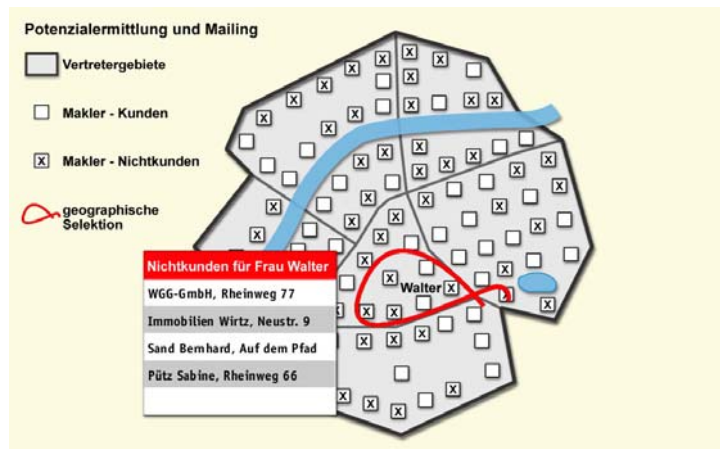 Potenzialermittlung und Mailing
Vertretergebiete
Makler - Kunden
X Makler - Nichtkunden
geographische
Selektion
Nichtkunden für Frau Walter
WGG-GmbH, Rheinweg 77
Immobilien Wirtz, Neustr. 9
Sand Bernhard, Auf dem Pfad
Pütz Sabine, Rheinweg 66
Walter